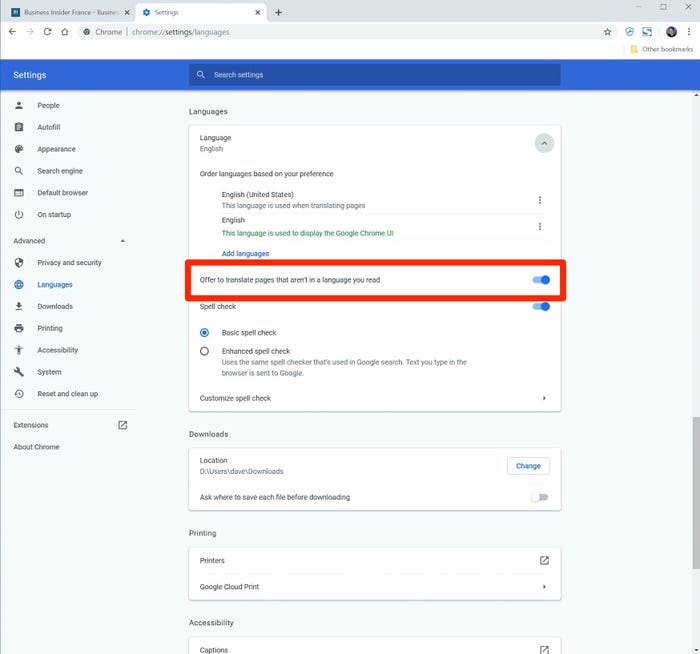 BI Business Insider France - Busines
Settings
Chrome | chrome://settings/languages
Other bookmarks
Settings
Search settings
People
Autofill
Appearance
Search engine
Default browser
On startup
Advanced
Privacy and security
Languages
Downloads
Printing
Accessibility
System
Reset and clean up
Extensions
About Chrome
Languages
Language
English
Order languages based on your preference
English (United States)
This language is used when translating pages
English
This language is used to display the Google Chrome UI
Add languages
Offer to translate pages that aren't in a language you read
Spell check
Basic spell check
Enhanced spell check
Uses the same spell checker that's used in Google search. Text you type in the
browser is sent to Google.
Customize spell check
Downloads
Location
D:\Users\dave\Downloads
Change
Ask where to save each file before downloading
Printing
Printers
Google Cloud Print
Accessibility
Captions